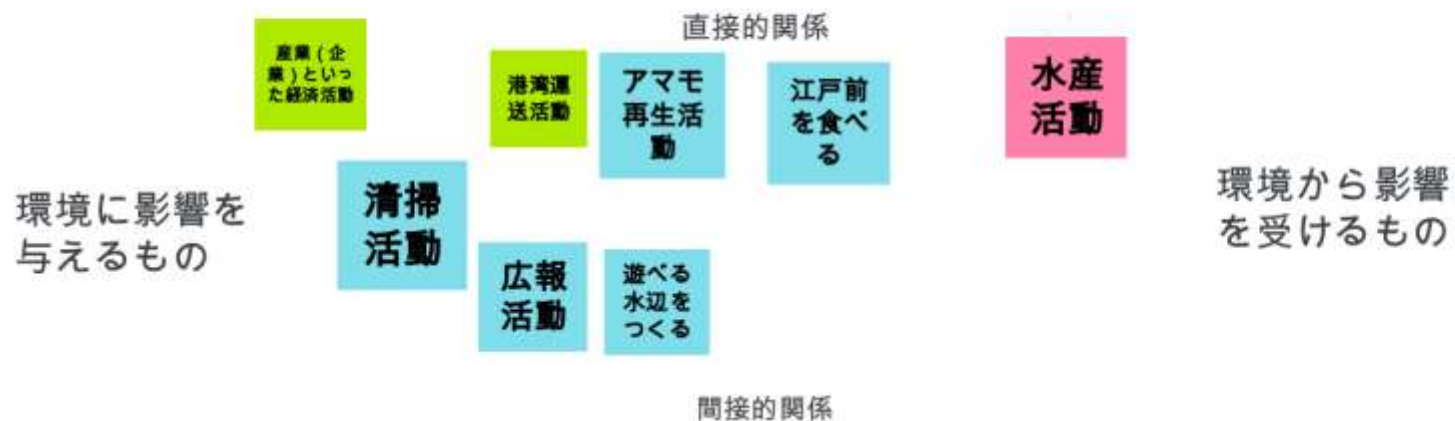 直接的関係
産業(企
業)といっ
た経済活動
港湾運
送活動
アマモ
再生活
動
江戸前
を食べ
る
水産
活動
環境に影響を
与えるもの
清掃
活動
環境から影響
を受けるもの
広報
活動
遊べる
水辺を
つくる
間接的関係